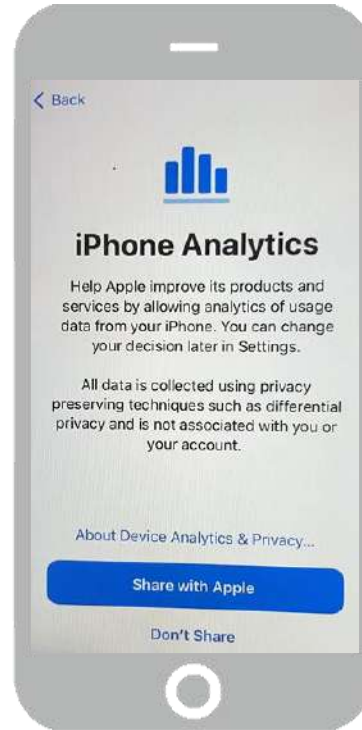 Back
iPhone Analytics
Help Apple improve its products and
services by allowing analytics of usage
data from your iPhone. You can change
your decision later in Settings.
All data is collected using privacy
preserving techniques such as differential
privacy and is not associated with you or
your account.
About Device Analytics & Privacy...
Share with Apple
Don't Share